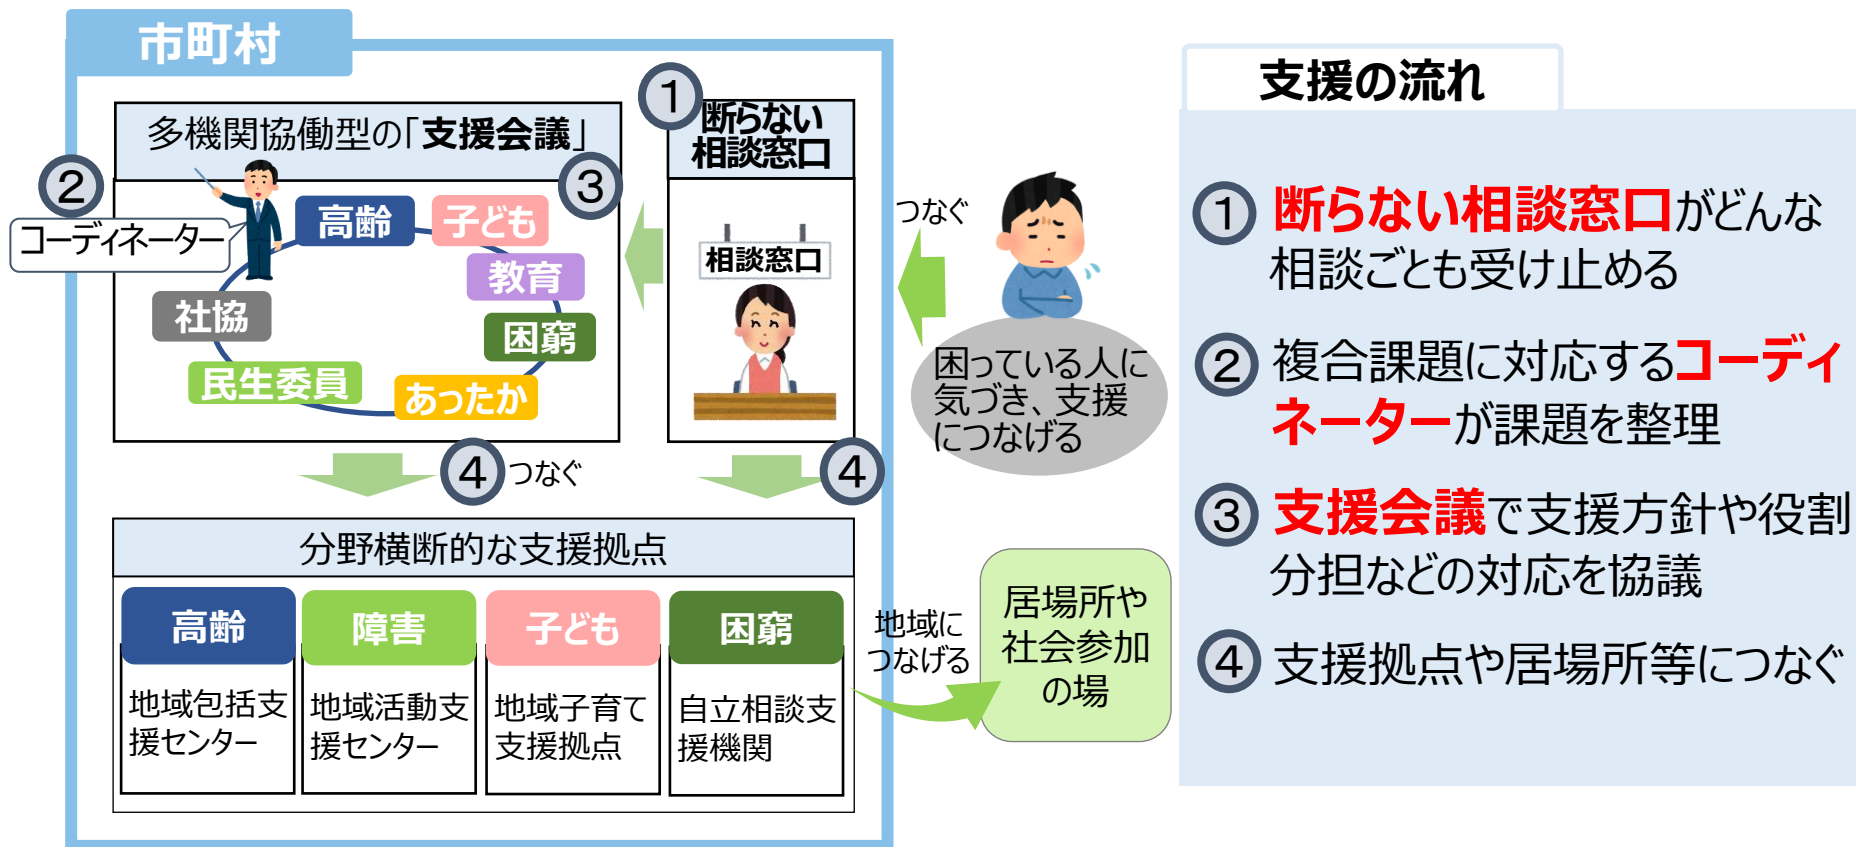 市町村
多機関協働型の「支援会議」
②
コーディネーター
③
高齢
子ども
教育
困窮
あったか
民生委員
社協
①
断らない
相談窓口
相談窓口
つなぐ
困っている人に
気づき、支援
につなげる
④
つなぐ
④
分野横断的な支援拠点
高齢
地域包括支
援センター
障害
地域活動支
援センター
子ども
地域子育て
支援拠点
困窮
自立相談支
援機関
地域に
つなげる
居場所や
社会参加
の場
支援の流れ
① 断らない相談窓口がどんな
相談ごとも受け止める
② 複合課題に対応するコーディ
ネーターが課題を整理
③ 支援会議で支援方針や役割
分担などの対応を協議
④ 支援拠点や居場所等につなぐ